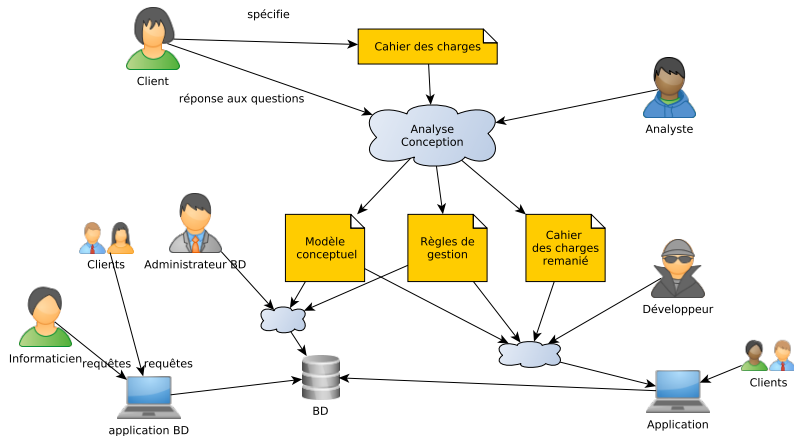 spécifie
Cahier des charges
Client
réponse aux questions
Analyse
Conception
Analyste
Modèle
conceptuel
Règles de
gestion
Cahier
des charges
remanié
Clients
Administrateur BD
Développeur
Informaticien
requêtes
requêtes
Clients
BD
application BD
Application